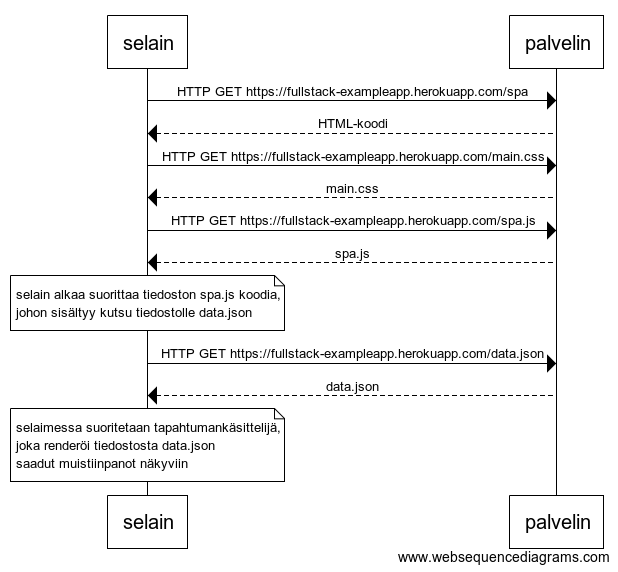 selain
palvelin
HTTP GET https://fullstack-exampleapp.herokuapp.com/spa
HTML-koodi
HTTP GET https://fullstack-exampleapp.herokuapp.com/main.css
main.css
HTTP GET https://fullstack-exampleapp.herokuapp.com/spa.js
spa.js
selain alkaa suorittaa tiedoston spa.js koodia,
johon sisältyy kutsu tiedostolle data.json
HTTP GET https://fullstack-exampleapp.herokuapp.com/data.json
data.json
selaimessa suoritetaan tapahtumankäsittelijä,
joka renderöi tiedostosta data.json
saadut muistiinpanot näkyviin
selain
palvelin
www.websequencediagrams.com